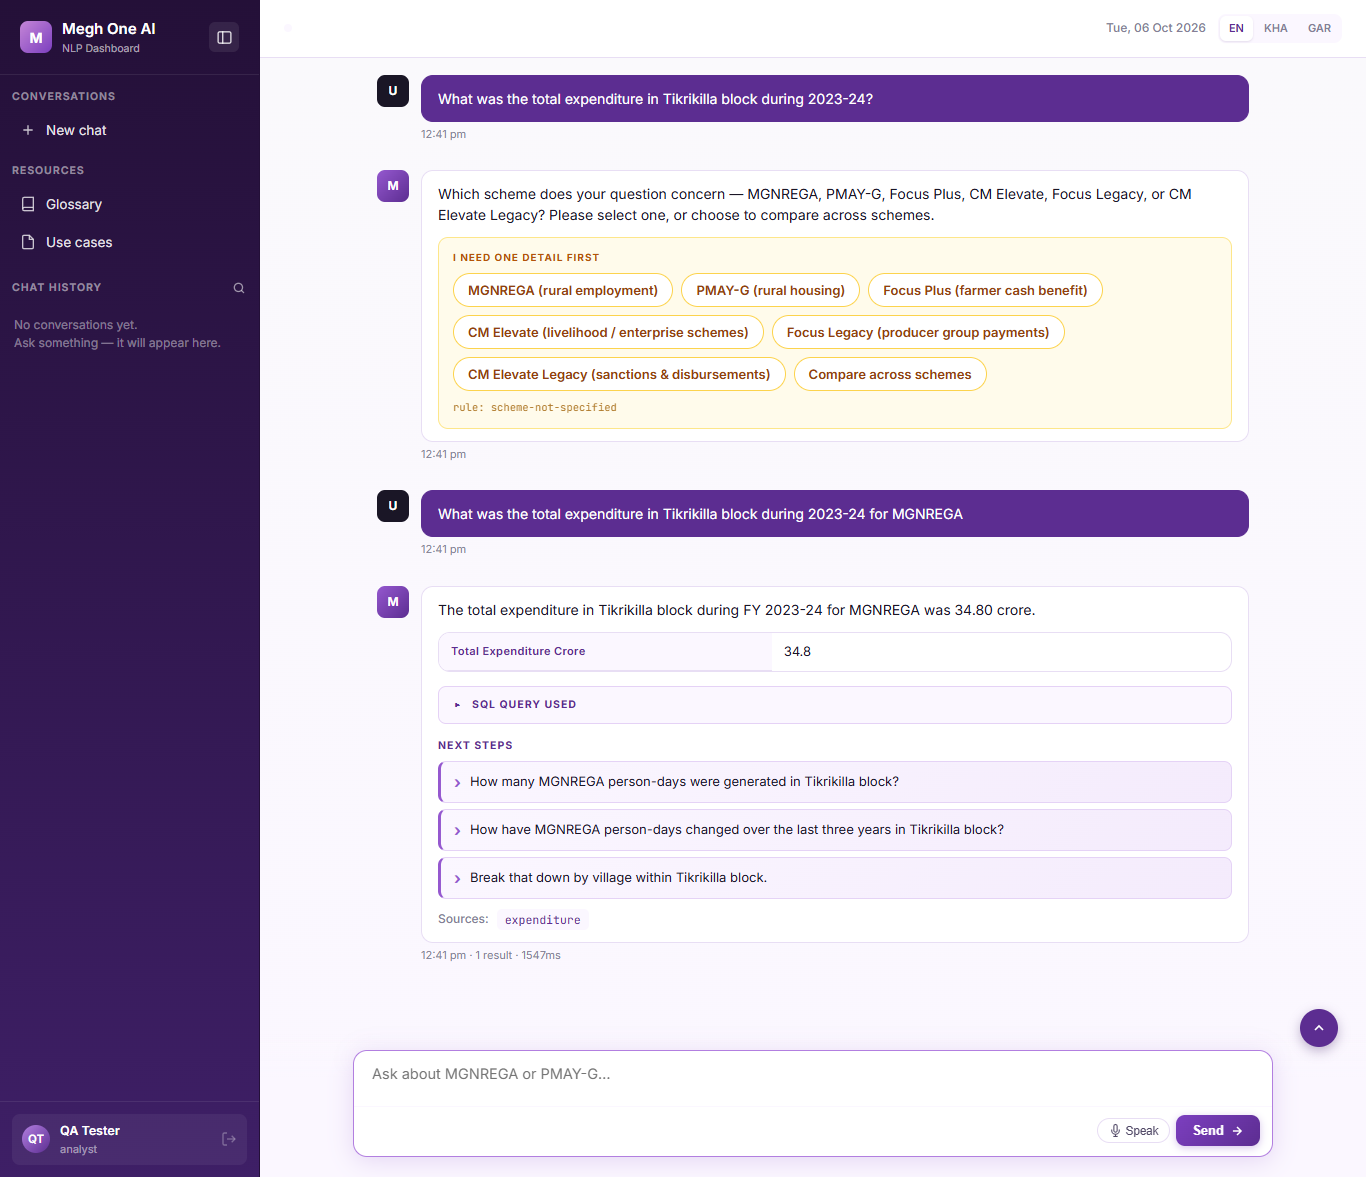 M
Megh One AI
NLP Dashboard
CONVERSATIONS
+ New chat
RESOURCES
Glossary
Use cases
CHAT HISTORY
No conversations yet.
Ask something — it will appear here.
QT
QA Tester
analyst
Tue, 06 Oct 2026
EN KHA GAR
U
What was the total expenditure in Tikrikilla block during 2023-24?
12:41 pm
M
Which scheme does your question concern — MGNREGA, PMAY-G, Focus Plus, CM Elevate, Focus Legacy, or CM
Elevate Legacy? Please select one, or choose to compare across schemes.
I NEED ONE DETAIL FIRST
MGNREGA (rural employment) PMAY-G (rural housing) Focus Plus (farmer cash benefit)
CM Elevate (livelihood / enterprise schemes) Focus Legacy (producer group payments)
CM Elevate Legacy (sanctions & disbursements) Compare across schemes
rule: scheme-not-specified
12:41 pm
U
What was the total expenditure in Tikrikilla block during 2023-24 for MGNREGA
12:41 pm
M
The total expenditure in Tikrikilla block during FY 2023-24 for MGNREGA was 34.80 crore.
Total Expenditure Crore 34.8
SQL QUERY USED
NEXT STEPS
How many MGNREGA person-days were generated in Tikrikilla block?
How have MGNREGA person-days changed over the last three years in Tikrikilla block?
Break that down by village within Tikrikilla block.
Sources: expenditure
12:41 pm · 1 result · 1547ms
Ask about MGNREGA or PMAY-G...
Speak Send →